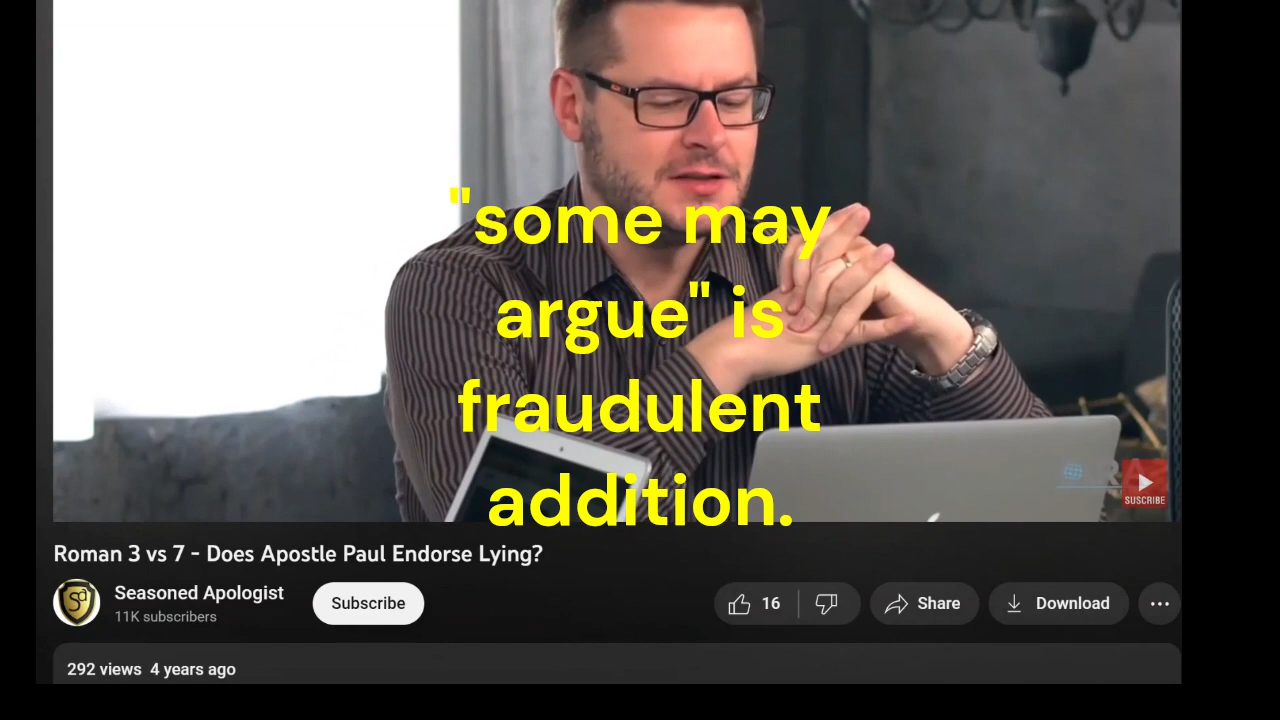 "some may
argue" is
fraudulent
addition.
SUSCRIBE
Roman 3 vs 7 - Does Apostle Paul Endorse Lying?
Seasoned Apologist
11K subscribers
Subscribe
16
Share
Download
292 views 4 years ago